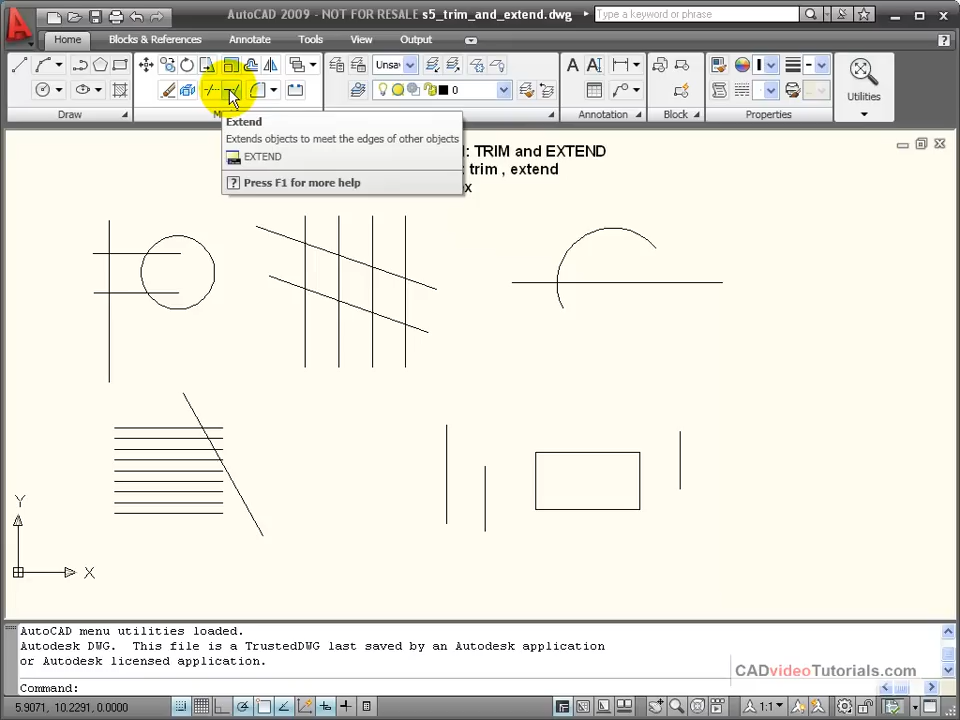 AutoCAD 2009 - NOT FOR RESALE s5_trim_and_extend.dwg
Type a keyword or phrase
Home Blocks & References Annotate Tools View Output
Unsa
A A
0
Utilities
Draw
Annotation
Block
Properties
Extend
Extends objects to meet the edges of other objects
EXTEND
Press F1 for more help
: TRIM and EXTEND
trim , extend
x
Y
X
AutoCAD menu utilities loaded.
Autodesk DWG. This file is a TrustedDWG last saved by an Autodesk application
or Autodesk licensed application.
Command:
CADvideoTutorials.com
5.9071, 10.2291, 0.0000
1:1